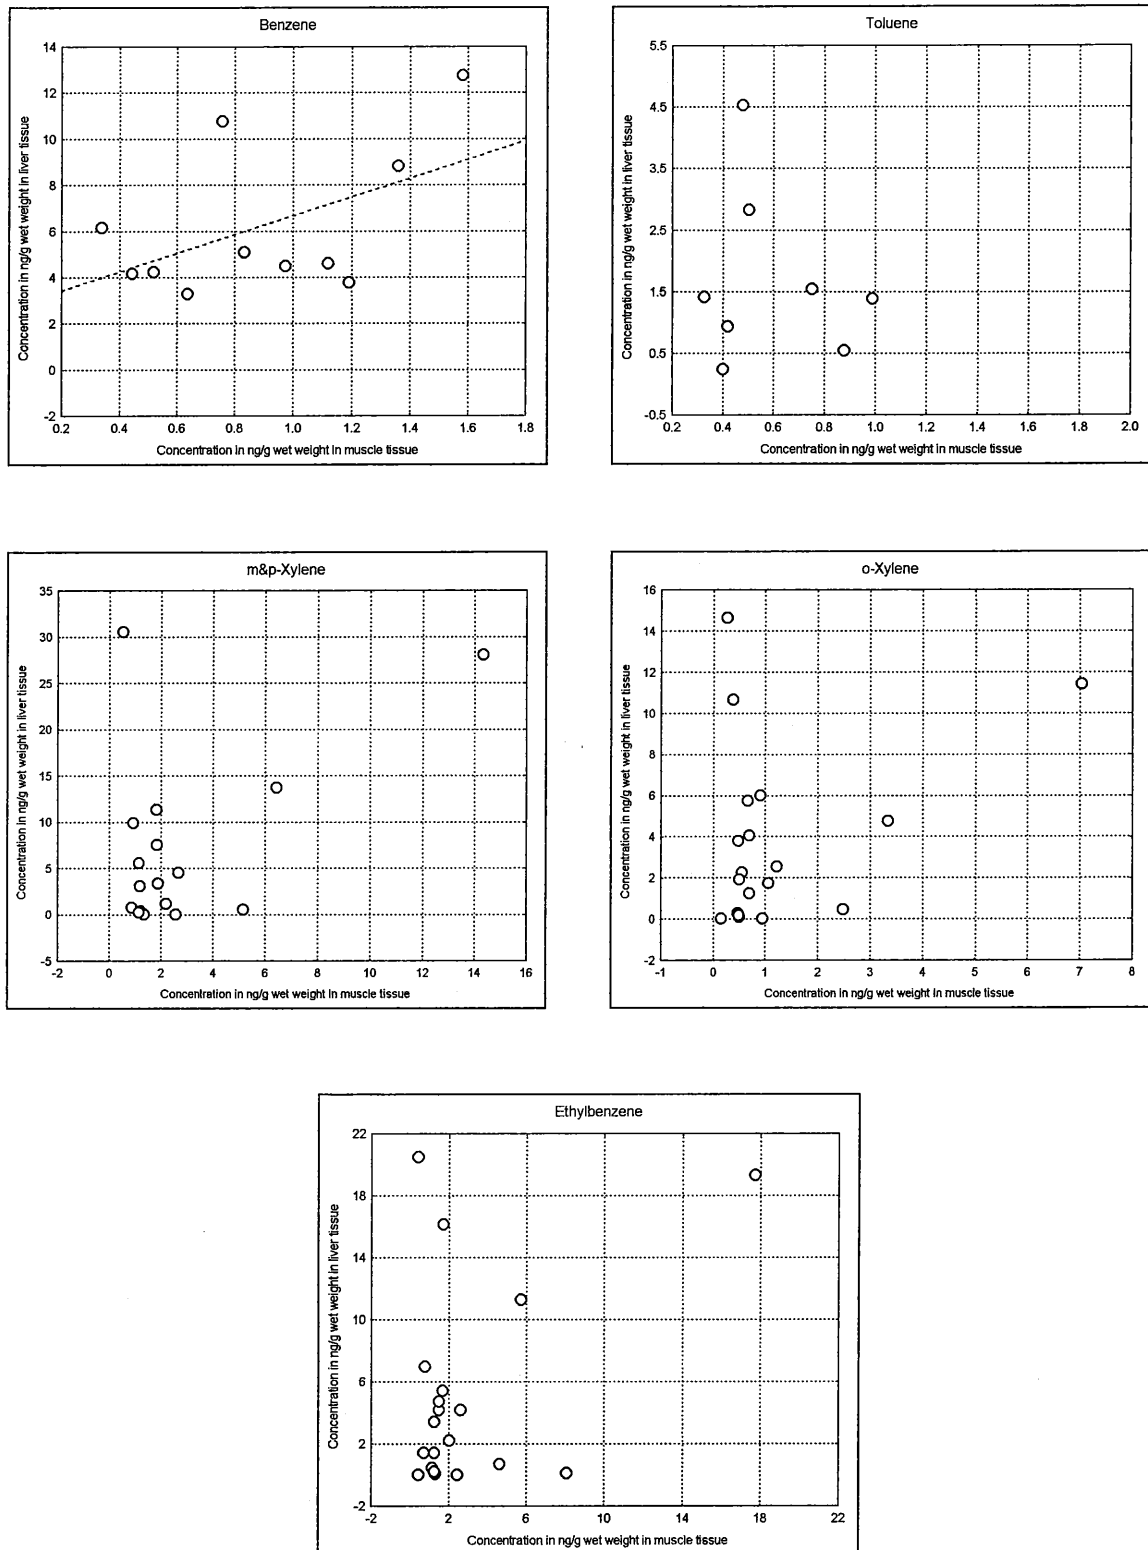 Benzene
Concentration in ng/g wet weight in liver tissue
14
12
10
8
6
4
2
0
-2
0.2 0.4 0.6 0.8 1.0 1.2 1.4 1.6 1.8
Concentration in ng/g wet weight in muscle tissue
Toluene
Concentration in ng/g wet weight in liver tissue
5.5
4.5
3.5
2.5
1.5
0.5
-0.5
0.2 0.4 0.6 0.8 1.0 1.2 1.4 1.6 1.8 2.0
Concentration in ng/g wet weight in muscle tissue
m&p-Xylene
Concentration in ng/g wet weight in liver tissue
35
30
25
20
15
10
5
0
-5
-2 0 2 4 6 8 10 12 14 16
Concentration in ng/g wet weight in muscle tissue
o-Xylene
Concentration in ng/g wet weight in liver tissue
16
14
12
10
8
6
4
2
0
-2
-1 0 1 2 3 4 5 6 7 8
Concentration in ng/g wet weight in muscle tissue
Ethylbenzene
Concentration in ng/g wet weight in liver tissue
22
18
14
10
6
2
-2
-2 2 6 10 14 18 22
Concentration in ng/g wet weight in muscle tissue